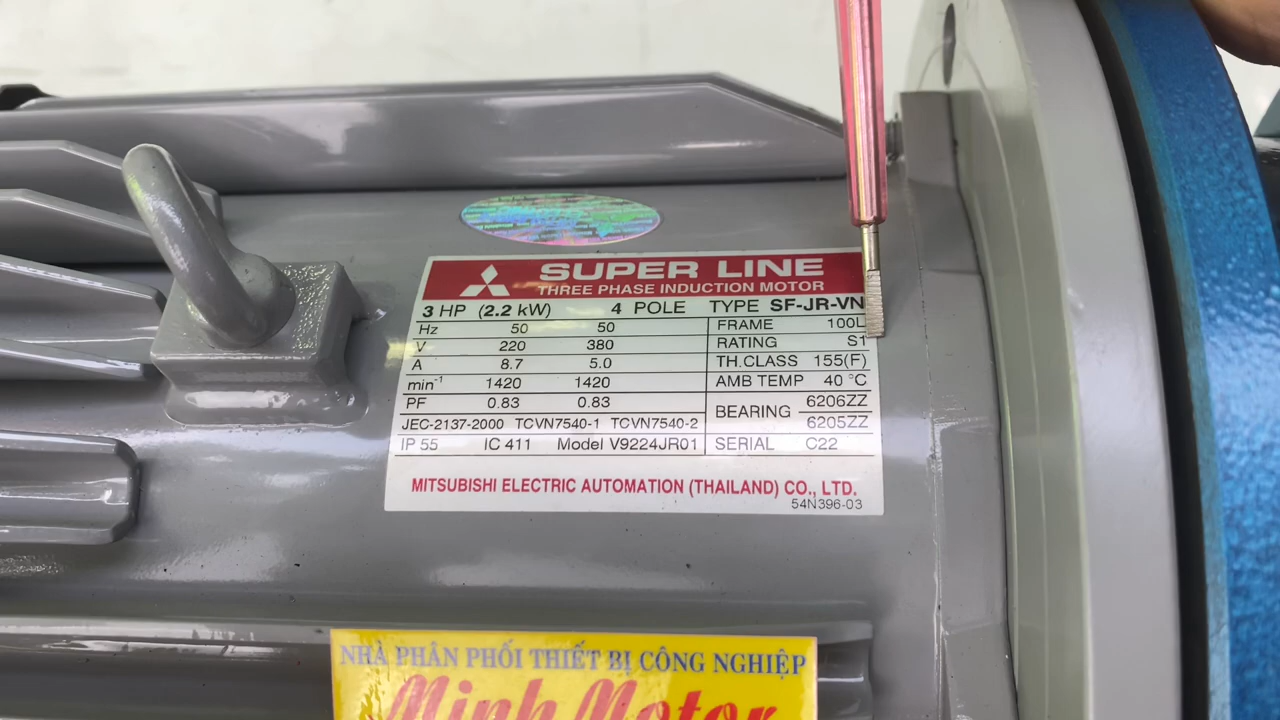 SUPER LINE
THREE PHASE INDUCTION MOTOR
3 HP (2.2 kW) 4 POLE TYPE SF-JR-VN
Hz 50 50 FRAME 100L
V 220 380 RATING S1
A 8.7 5.0 TH.CLASS 155(F)
min⁻¹ 1420 1420 AMB TEMP 40 °C
PF 0.83 0.83 BEARING 6206ZZ
JEC-2137-2000 TCVN7540-1 TCVN7540-2 6205ZZ
IP 55 IC 411 Model V9224JR01 SERIAL C22
MITSUBISHI ELECTRIC AUTOMATION (THAILAND) CO., LTD.
54N396-03
NHÀ PHÂN PHỐI THIẾT BỊ CÔNG NGHIỆP
Minh Motor